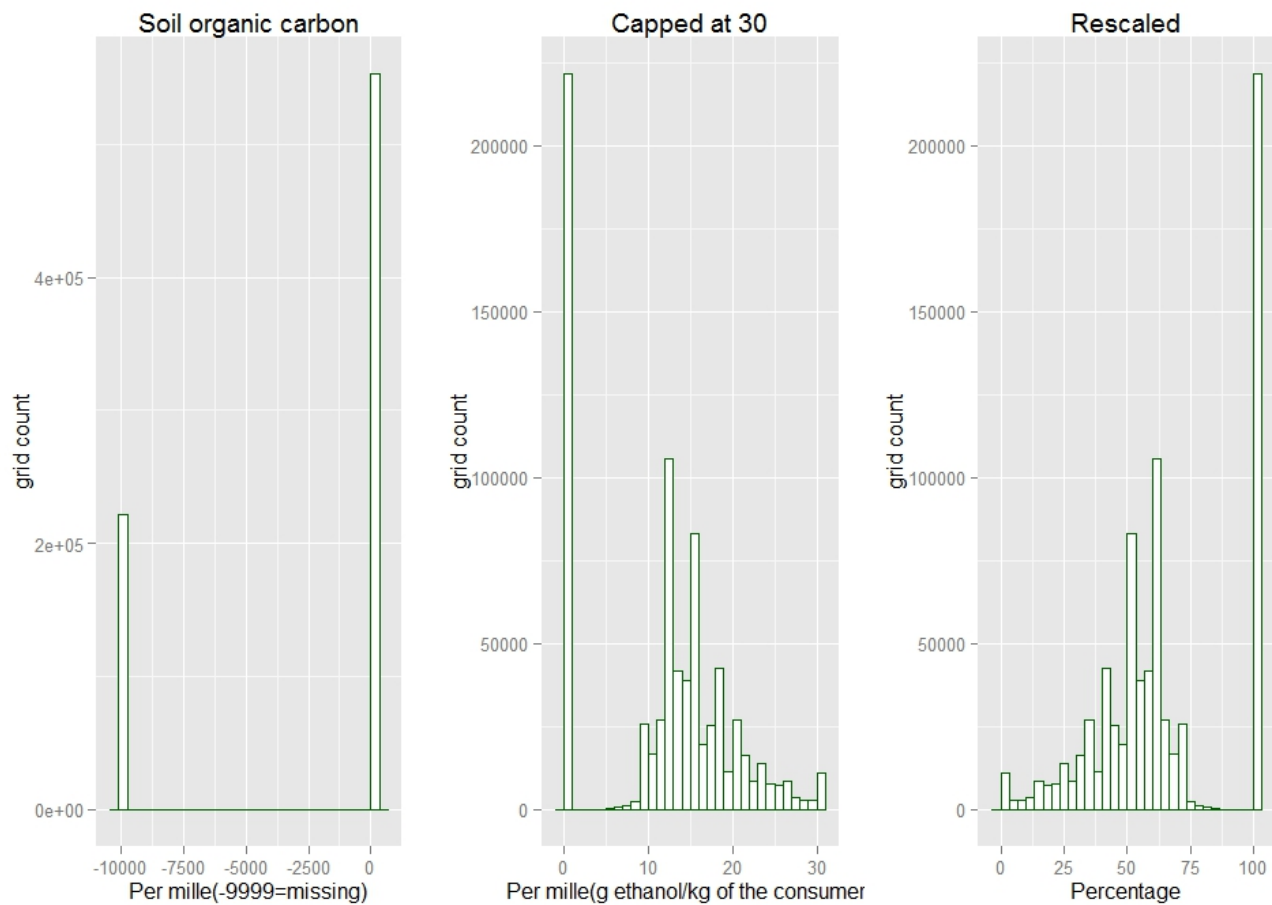 Soil organic carbon
Capped at 30
Rescaled
grid count
4e+05
2e+05
0e+00
-10000 -7500 -5000 -2500 0
Per mille(-9999=missing)
grid count
200000
150000
100000
50000
0
0 10 20 30
Per mille(g ethanol/kg of the consumer
grid count
200000
150000
100000
50000
0
0 25 50 75 100
Percentage